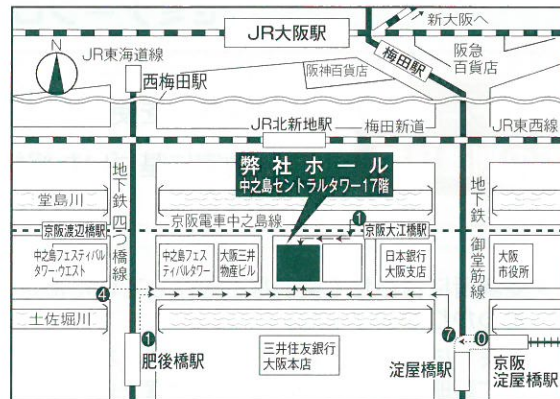 新大阪へ
JR大阪駅
N
JR東海道線
阪急
百貨店
西梅田駅
阪神百貨店
梅田駅
JR北新地駅
梅田新道
JR東西線
弊社ホール
中之島セントラルタワー17階
地下鉄 四つ橋線
地下鉄 御堂筋線
堂島川
京阪電車中之島線
❶
京阪渡辺橋駅
京阪大江橋駅
中之島フェスティバル
タワー・ウエスト
中之島フェス
ティバルタワー
大阪三井
物産ビル
日本銀行
大阪支店
大阪
市役所
❹
土佐堀川
❶
❼
⓿
肥後橋駅
三井住友銀行
大阪本店
淀屋橋駅
京阪
淀屋橋駅